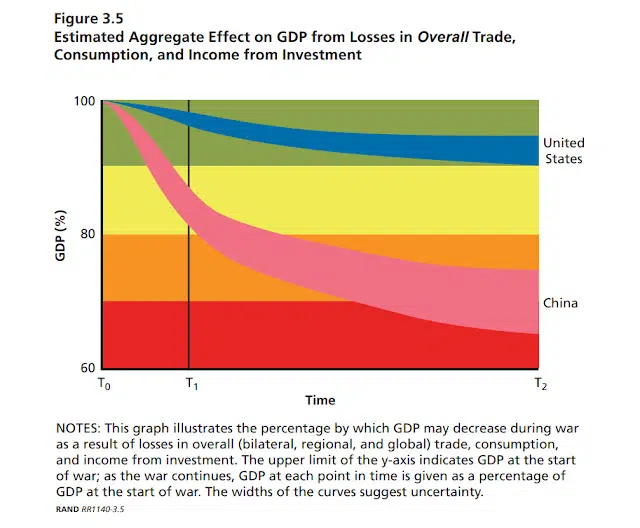 Figure 3.5
Estimated Aggregate Effect on GDP from Losses in Overall Trade,
Consumption, and Income from Investment
100
80
60
GDP (%)
United
States
China
T0
T1
T2
Time
NOTES: This graph illustrates the percentage by which GDP may decrease during war
as a result of losses in overall (bilateral, regional, and global) trade, consumption,
and income from investment. The upper limit of the y-axis indicates GDP at the start
of war; as the war continues, GDP at each point in time is given as a percentage of
GDP at the start of war. The widths of the curves suggest uncertainty.
RAND RR1140-3.5